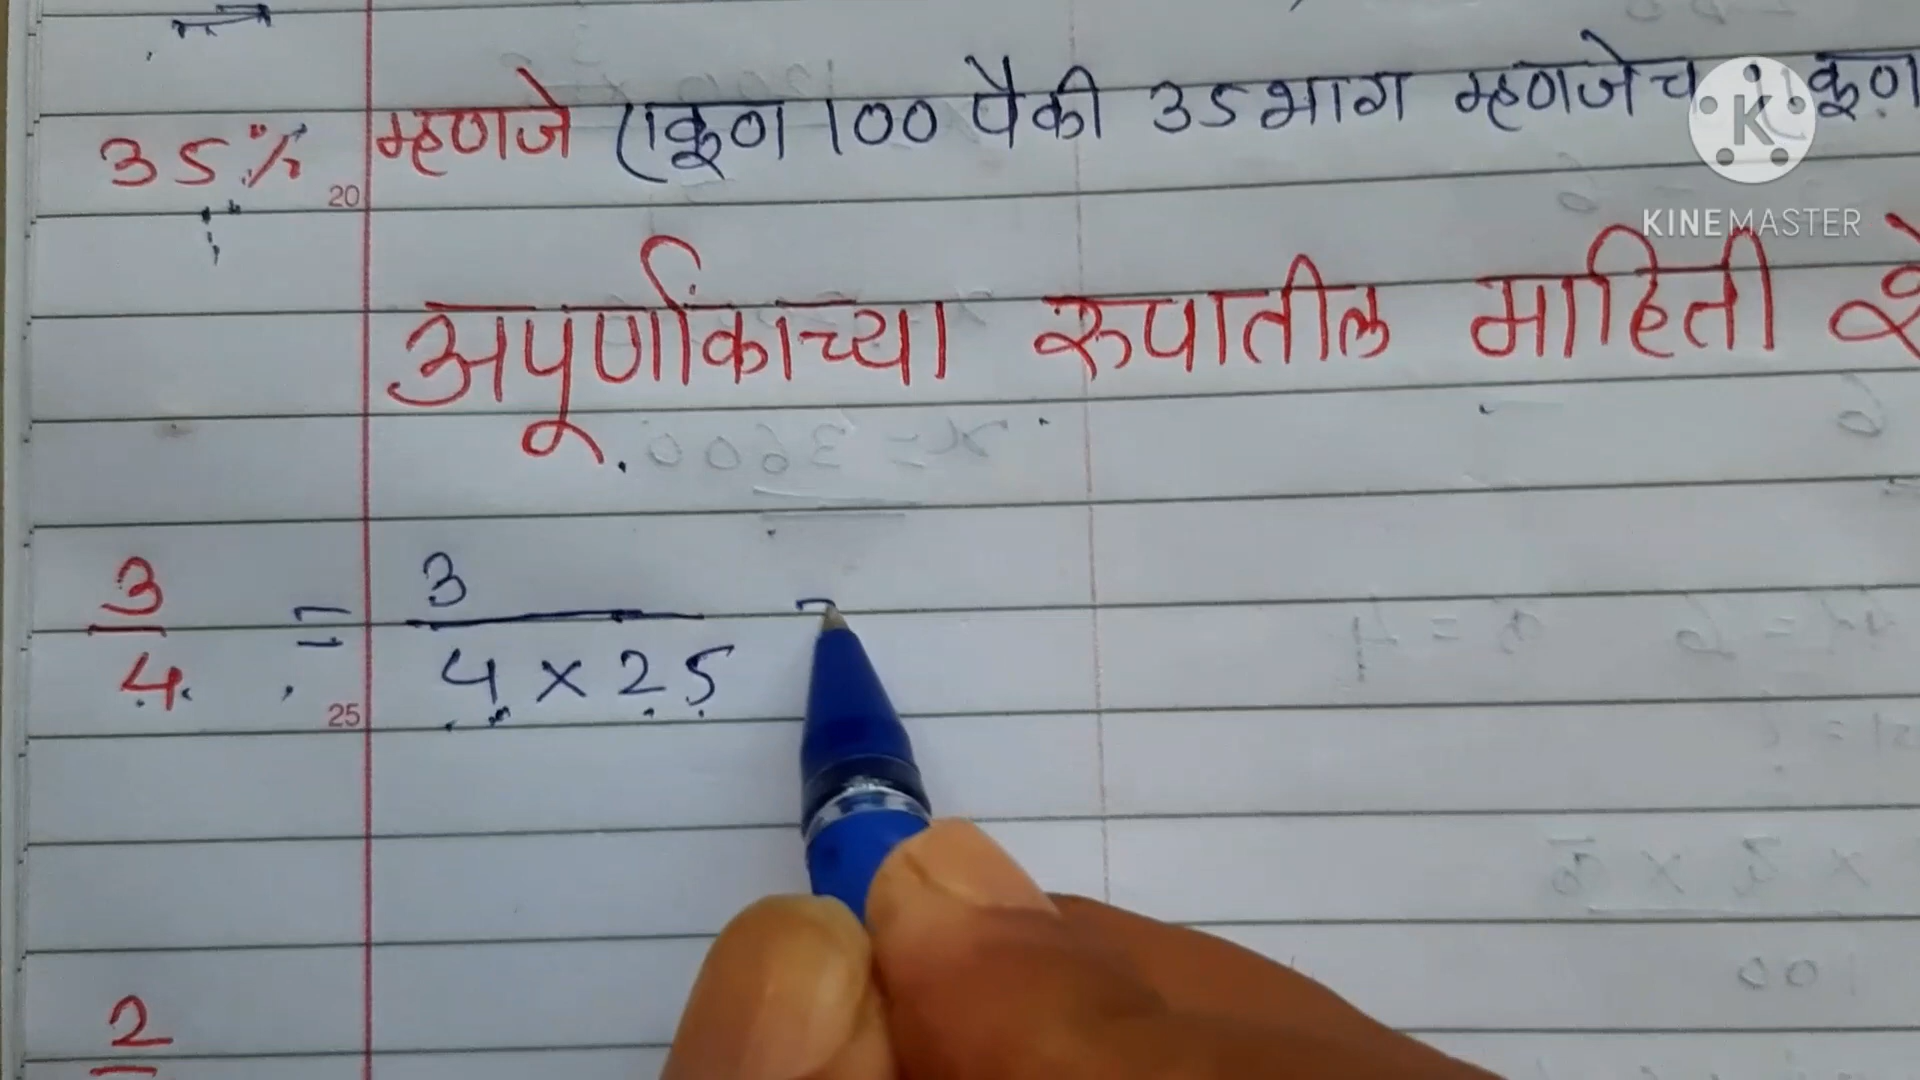 35% म्हणजे एकूण 100 पैकी 35 भाग म्हणजेच एकूण
KINEMASTER
20
अपूर्णांकाच्या रुपातील माहिती शे
3/4 = 3/4 × 25 =
25
2